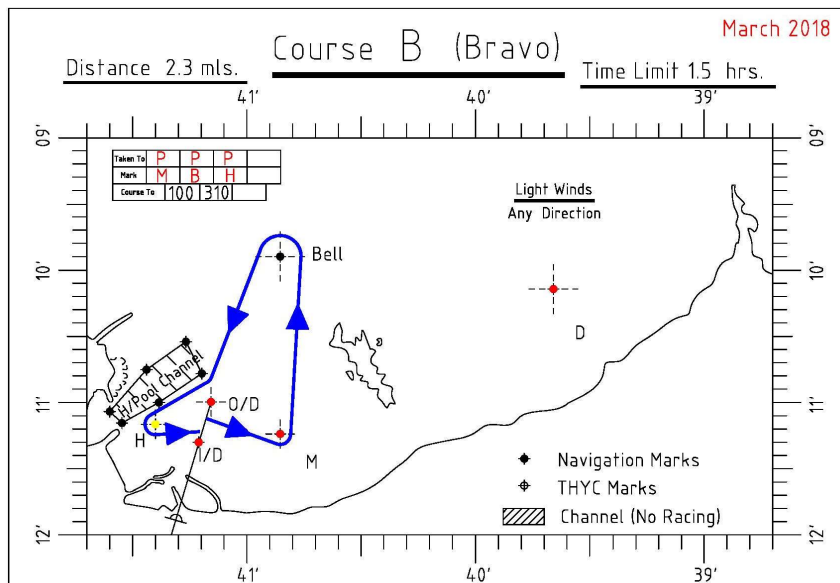 March 2018
Course B (Bravo)
Distance 2.3 mls.
Time Limit 1.5 hrs.
41' 40' 39'
09' 09'
Taken To P P P
Mark M B H
Course To 100 310
Light Winds
Any Direction
Bell
10' 10'
D
H/Pool Channel
O/D
11' 11'
H
I/D
M
Navigation Marks
THYC Marks
Channel (No Racing)
12' 12'
41' 40' 39'